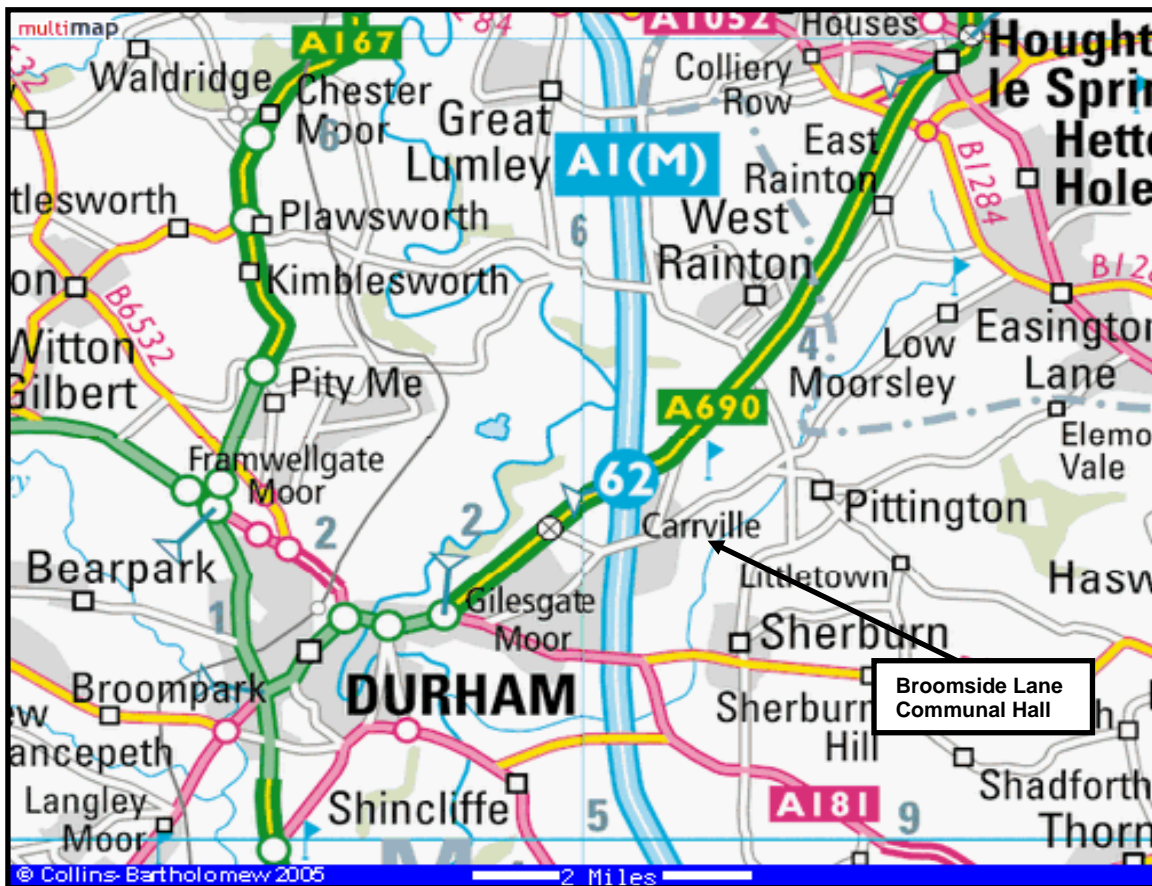 multimap
A167
284
A1052
Houses
Hought
le Sprin
Waldridge
Chester
Moor
6
Colliery
Row
Great
Lumley
A1(M)
East
Rainton
Hette
Hole
B1284
tlesworth
Plawsworth
6
West
Rainton
on
Kimblesworth
B6532
B128
Witton
Gilbert
Pity Me
4
Low
Moorsley
Easington
Lane
A690
Elemo
Vale
Framwellgate
Moor
62
2
2
Carrville
Pittington
Bearpark
1
Gilesgate
Moor
Littletown
Hasw
Sherburn
Broompark
DURHAM
Broomside Lane
Communal Hall
Sherburn
Hill
h
ew
ancepeth
Langley
Moor
Shincliffe
5
A181
9
Shadforth
Thorn
M
© Collins-Bartholomew 2005
2 Miles